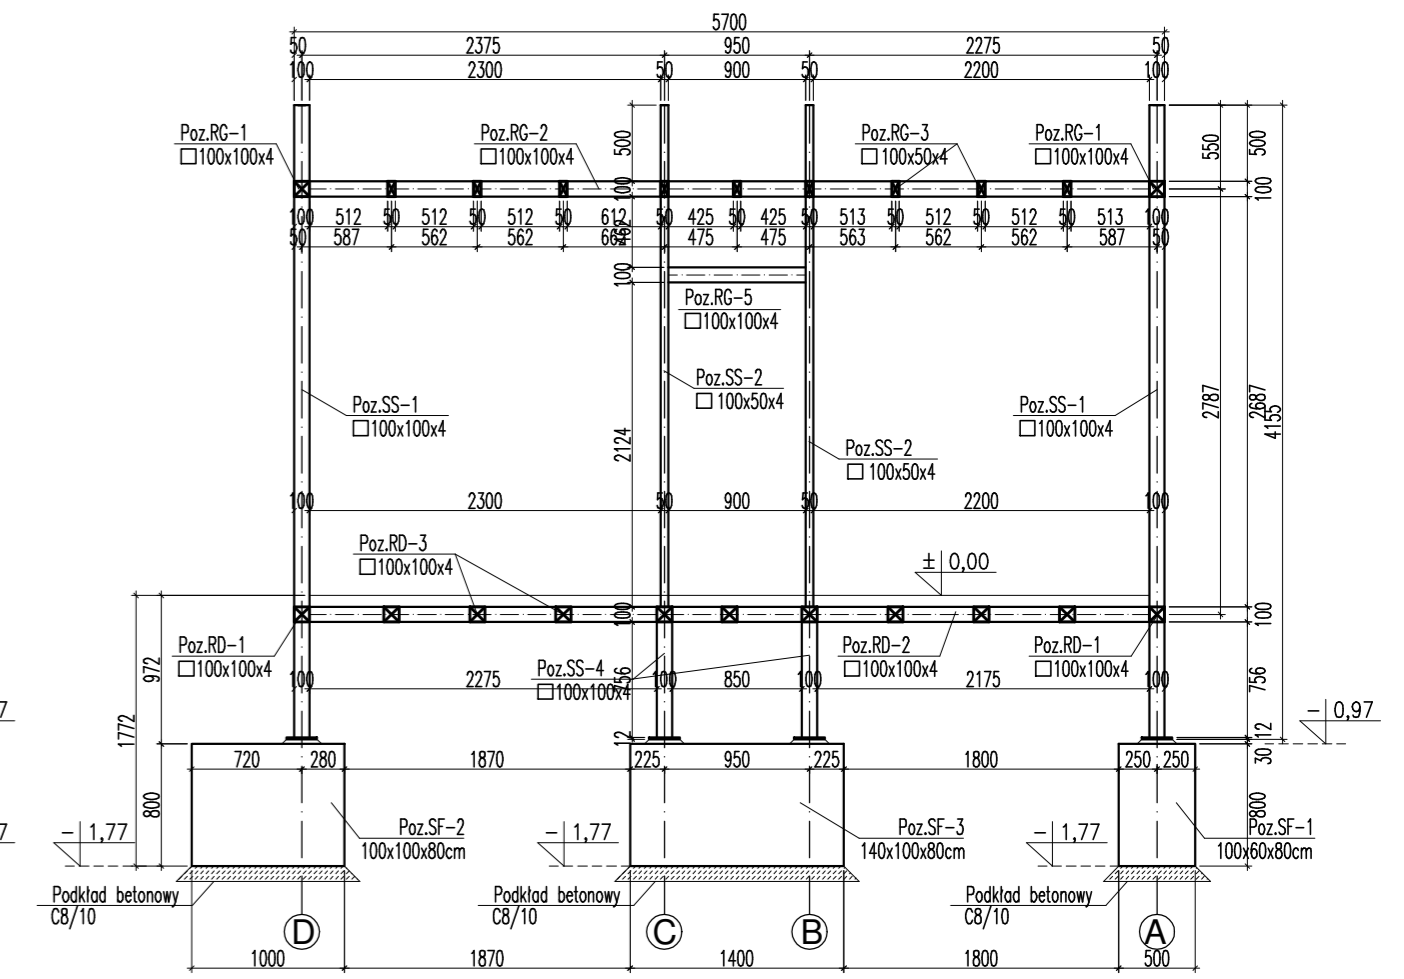 5700
50 2375 950 2275 50
100 2300 50 900 50 2200 100
Poz.RG-1
□100x100x4
Poz.RG-2
□100x100x4
Poz.RG-3
□100x50x4
Poz.RG-1
□100x100x4
500
100
550
500
100
100 512 50 512 50 512 50 612 50 425 50 425 50 513 50 512 50 512 50 513 100
50 587 562 562 662 475 475 563 562 562 587 50
462
100
Poz.RG-5
□100x100x4
Poz.SS-2
□ 100x50x4
Poz.SS-1
□100x100x4
Poz.SS-1
□100x100x4
2787
2687
4155
2124
Poz.SS-2
□ 100x50x4
100 2300 50 900 50 2200 100
Poz.RD-3
□100x100x4
± 0,00
100
100
Poz.RD-1
□100x100x4
Poz.SS-4
□100x100x4
Poz.RD-2
□100x100x4
Poz.RD-1
□100x100x4
972
756
756
100 2275 100 850 100 2175 100
1772
7
- 0,97
12
12
30
720 280 1870 225 950 225 1800 250 250
800
800
Poz.SF-2
100x100x80cm
Poz.SF-3
140x100x80cm
Poz.SF-1
100x60x80cm
7
- 1,77
- 1,77
- 1,77
Podkład betonowy
C8/10
Podkład betonowy
C8/10
Podkład betonowy
C8/10
D C B A
1000 1870 1400 1800 500